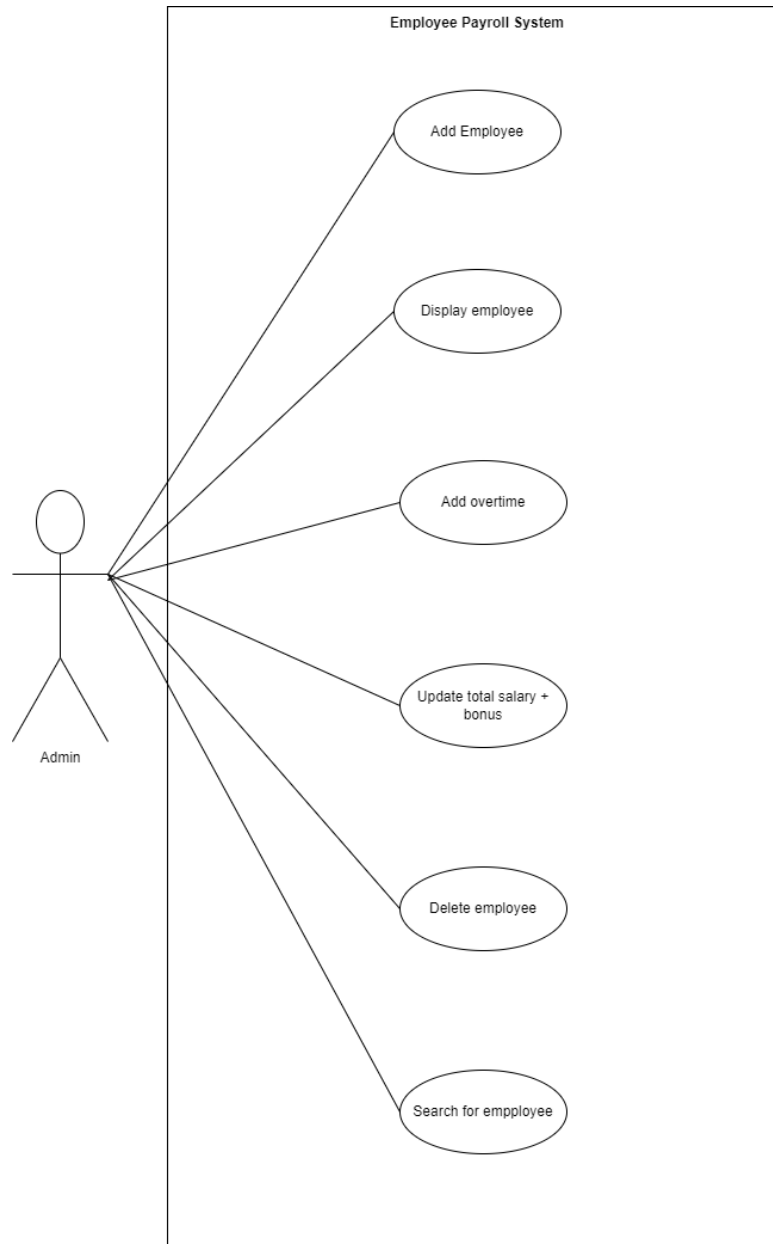 Employee Payroll System
Add Employee
Display employee
Add overtime
Update total salary +
bonus
Admin
Delete employee
Search for empployee